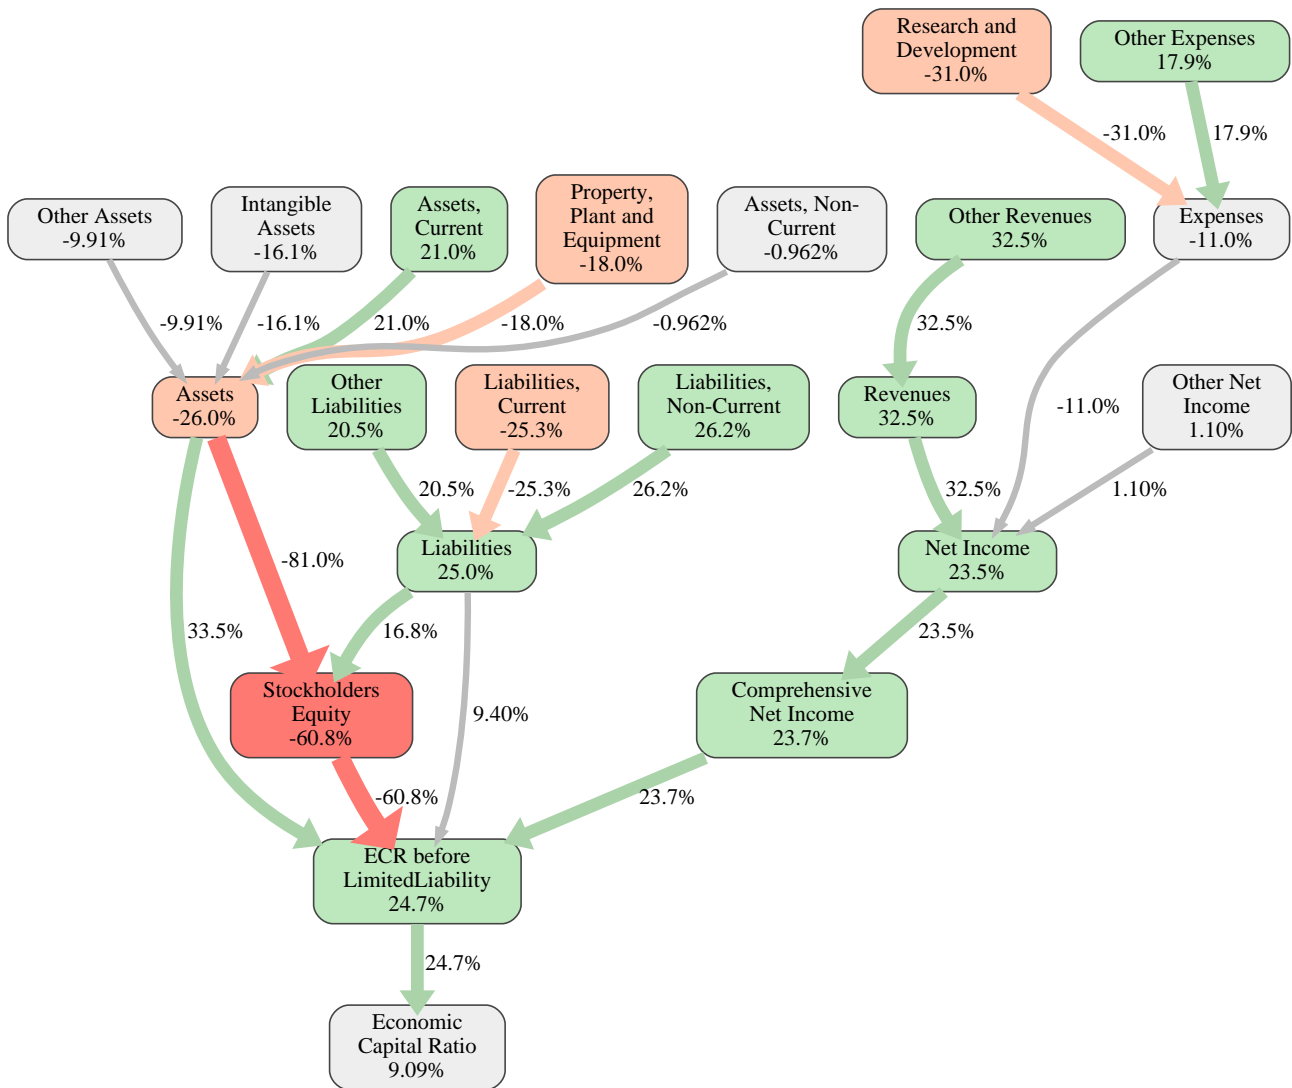 Research and
Development
-31.0%
Other Expenses
17.9%
-31.0%
17.9%
Other Assets
-9.91%
Intangible
Assets
-16.1%
Assets,
Current
21.0%
Property,
Plant and
Equipment
-18.0%
Assets, Non-
Current
-0.962%
Other Revenues
32.5%
Expenses
-11.0%
-9.91%
-16.1%
21.0%
-18.0%
-0.962%
32.5%
Assets
-26.0%
Other
Liabilities
20.5%
Liabilities,
Current
-25.3%
Liabilities,
Non-Current
26.2%
Revenues
32.5%
-11.0%
Other Net
Income
1.10%
20.5%
-25.3%
26.2%
32.5%
1.10%
-81.0%
Liabilities
25.0%
Net Income
23.5%
33.5%
16.8%
23.5%
Stockholders
Equity
-60.8%
9.40%
Comprehensive
Net Income
23.7%
-60.8%
23.7%
ECR before
LimitedLiability
24.7%
24.7%
Economic
Capital Ratio
9.09%